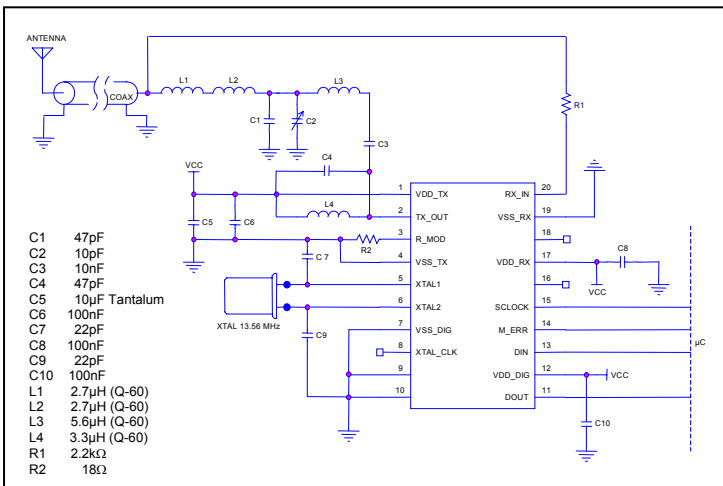 ANTENNA
COAX
L1
L2
L3
C1
C2
C3
R1
C4
VCC
L4
C5
C6
R2
C 7
XTAL 13.56 MHz
C9
1 VDD_TX
2 TX_OUT
3 R_MOD
4 VSS_TX
5 XTAL1
6 XTAL2
7 VSS_DIG
8 XTAL_CLK
9
10
RX_IN 20
VSS_RX 19
18
VDD_RX 17
16
SCLOCK 15
M_ERR 14
DIN 13
VDD_DIG 12
DOUT 11
C8
VCC
µC
VCC
C10
C1 47pF
C2 10pF
C3 10nF
C4 47pF
C5 10µF Tantalum
C6 100nF
C7 22pF
C8 100nF
C9 22pF
C10 100nF
L1 2.7µH (Q-60)
L2 2.7µH (Q-60)
L3 5.6µH (Q-60)
L4 3.3µH (Q-60)
R1 2.2kΩ
R2 18Ω